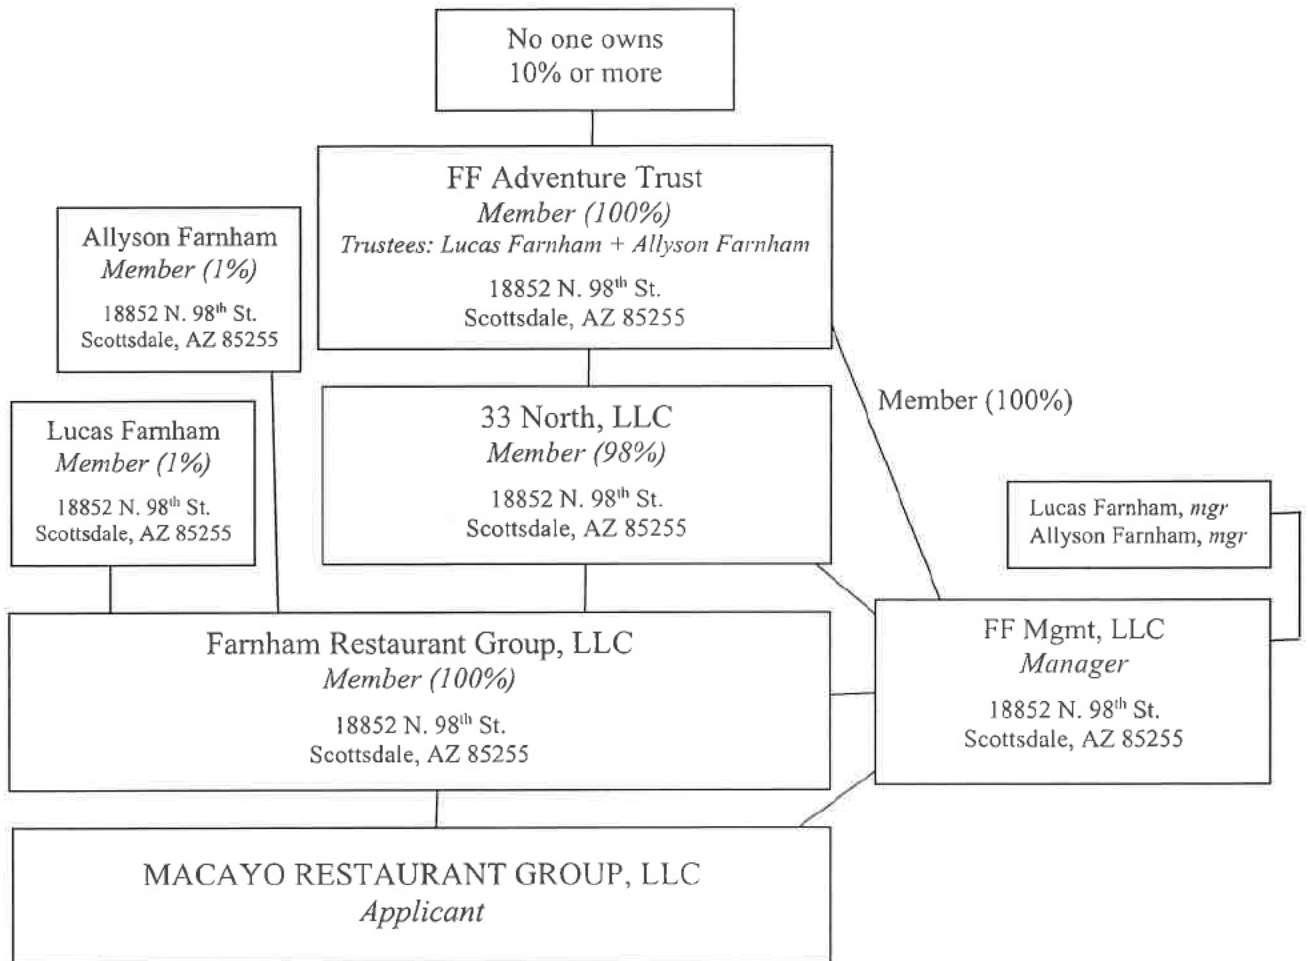 No one owns
10% or more
FF Adventure Trust
Member (100%)
Trustees: Lucas Farnham + Allyson Farnham
18852 N. 98th St.
Scottsdale, AZ 85255
Allyson Farnham
Member (1%)
18852 N. 98th St.
Scottsdale, AZ 85255
33 North, LLC
Member (98%)
18852 N. 98th St.
Scottsdale, AZ 85255
Member (100%)
Lucas Farnham
Member (1%)
18852 N. 98th St.
Scottsdale, AZ 85255
Lucas Farnham, mgr
Allyson Farnham, mgr
Farnham Restaurant Group, LLC
Member (100%)
18852 N. 98th St.
Scottsdale, AZ 85255
FF Mgmt, LLC
Manager
18852 N. 98th St.
Scottsdale, AZ 85255
MACAYO RESTAURANT GROUP, LLC
Applicant